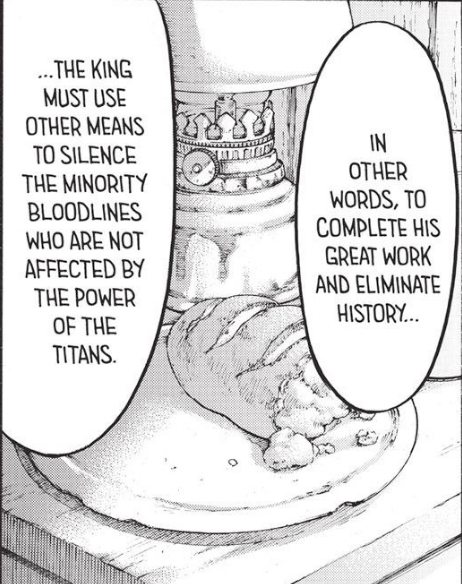 IN
OTHER
WORDS, TO
COMPLETE HIS
GREAT WORK
AND ELIMINATE
HISTORY...
...THE KING
MUST USE
OTHER MEANS
TO SILENCE
THE MINORITY
BLOODLINES
WHO ARE NOT
AFFECTED BY
THE POWER
OF THE
TITANS.